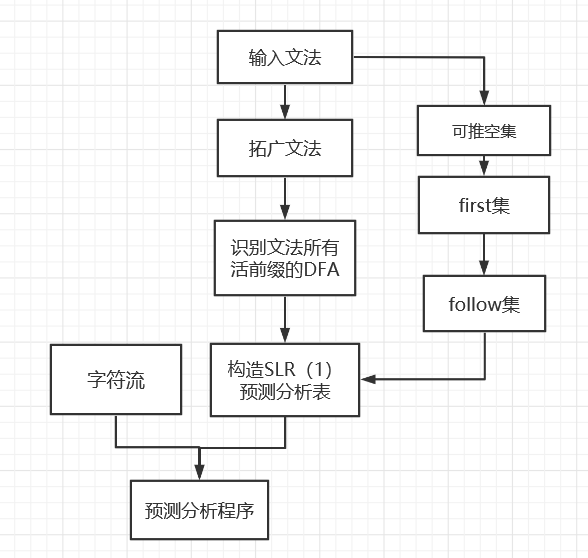 输入文法
拓广文法
可推空集
first集
识别文法所有
活前缀的DFA
follow集
构造SLR（1）
预测分析表
字符流
预测分析程序